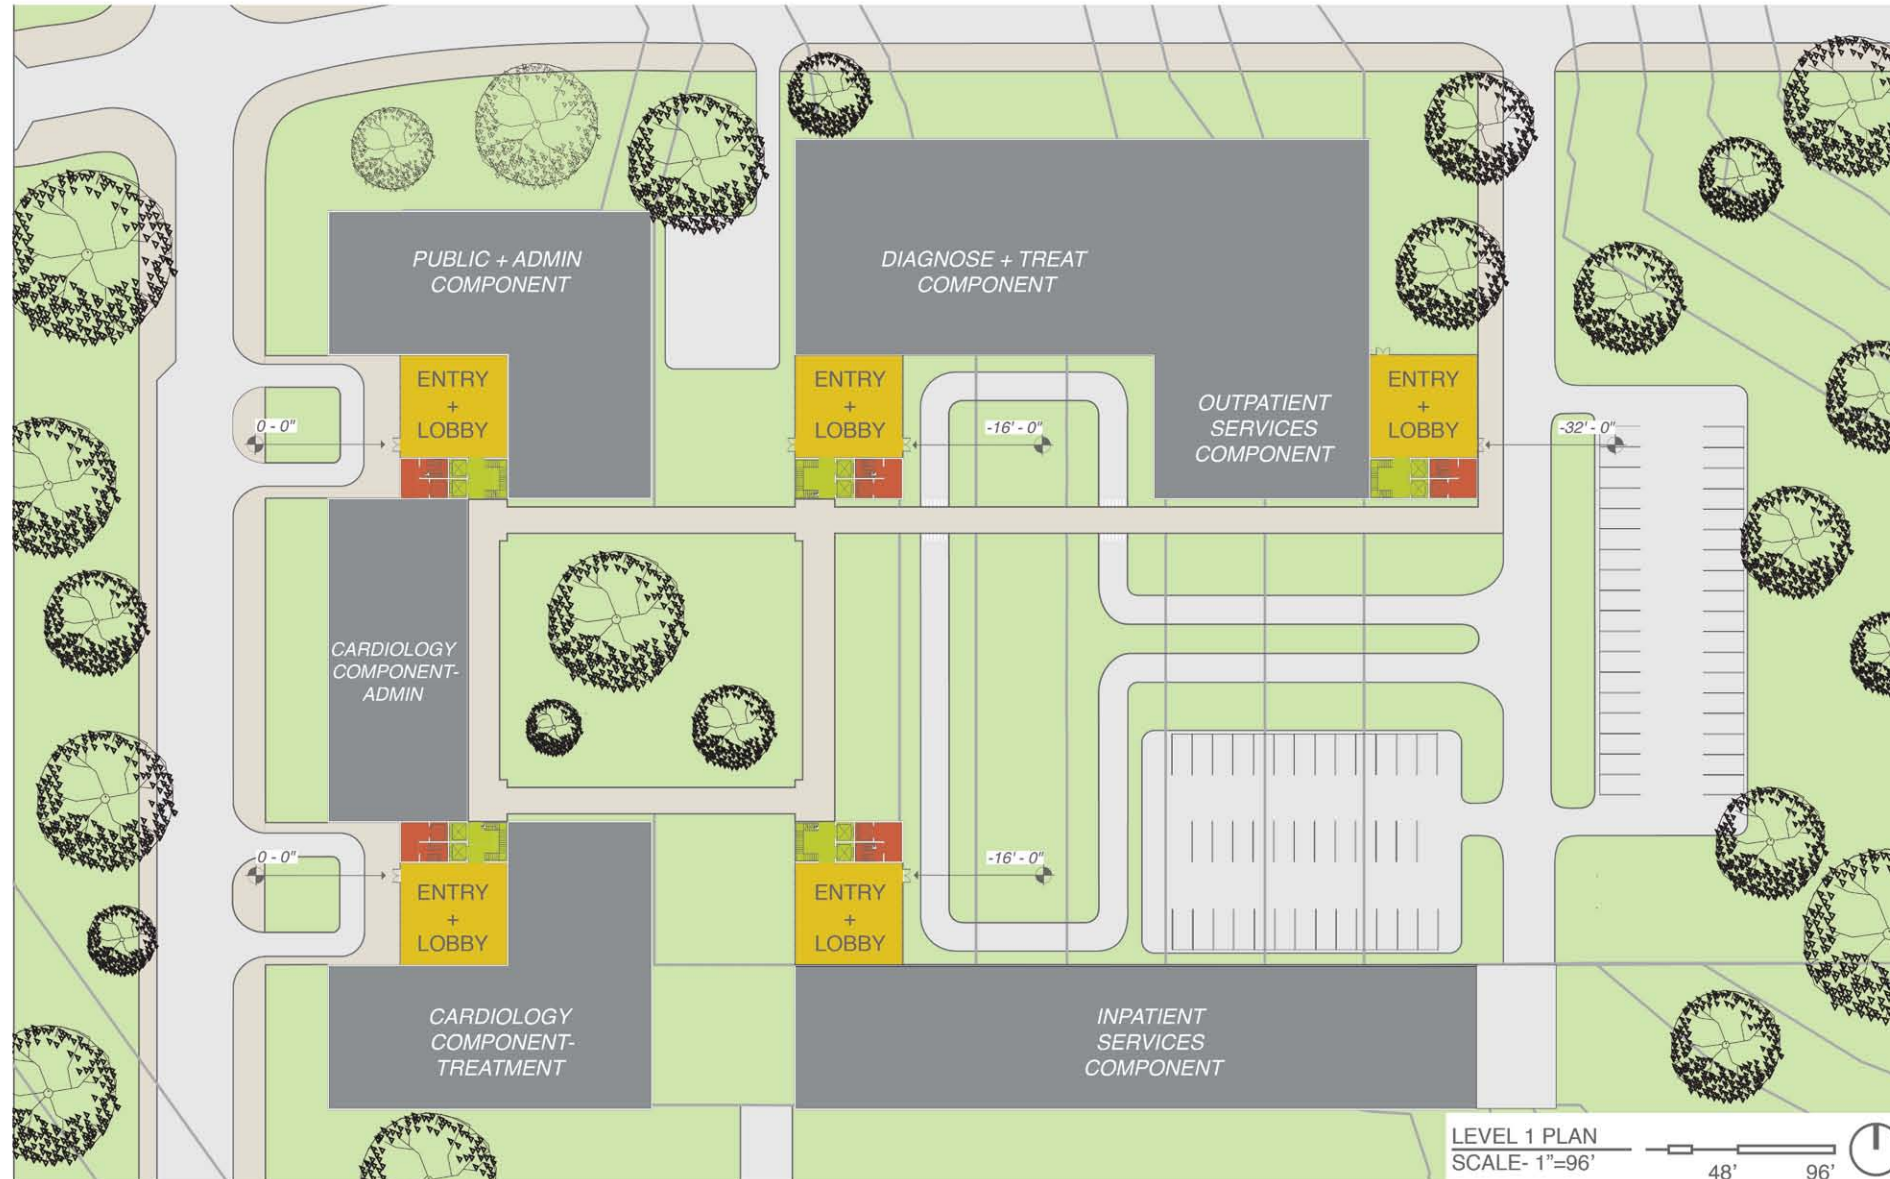 PUBLIC + ADMIN
COMPONENT
DIAGNOSE + TREAT
COMPONENT
ENTRY
+
LOBBY
ENTRY
+
LOBBY
OUTPATIENT
SERVICES
COMPONENT
ENTRY
+
LOBBY
0 - 0"
-16' - 0"
-32' - 0"
CARDIOLOGY
COMPONENT-
ADMIN
0 - 0"
-16' - 0"
ENTRY
+
LOBBY
ENTRY
+
LOBBY
CARDIOLOGY
COMPONENT-
TREATMENT
INPATIENT
SERVICES
COMPONENT
LEVEL 1 PLAN
SCALE- 1"=96'
48'
96'